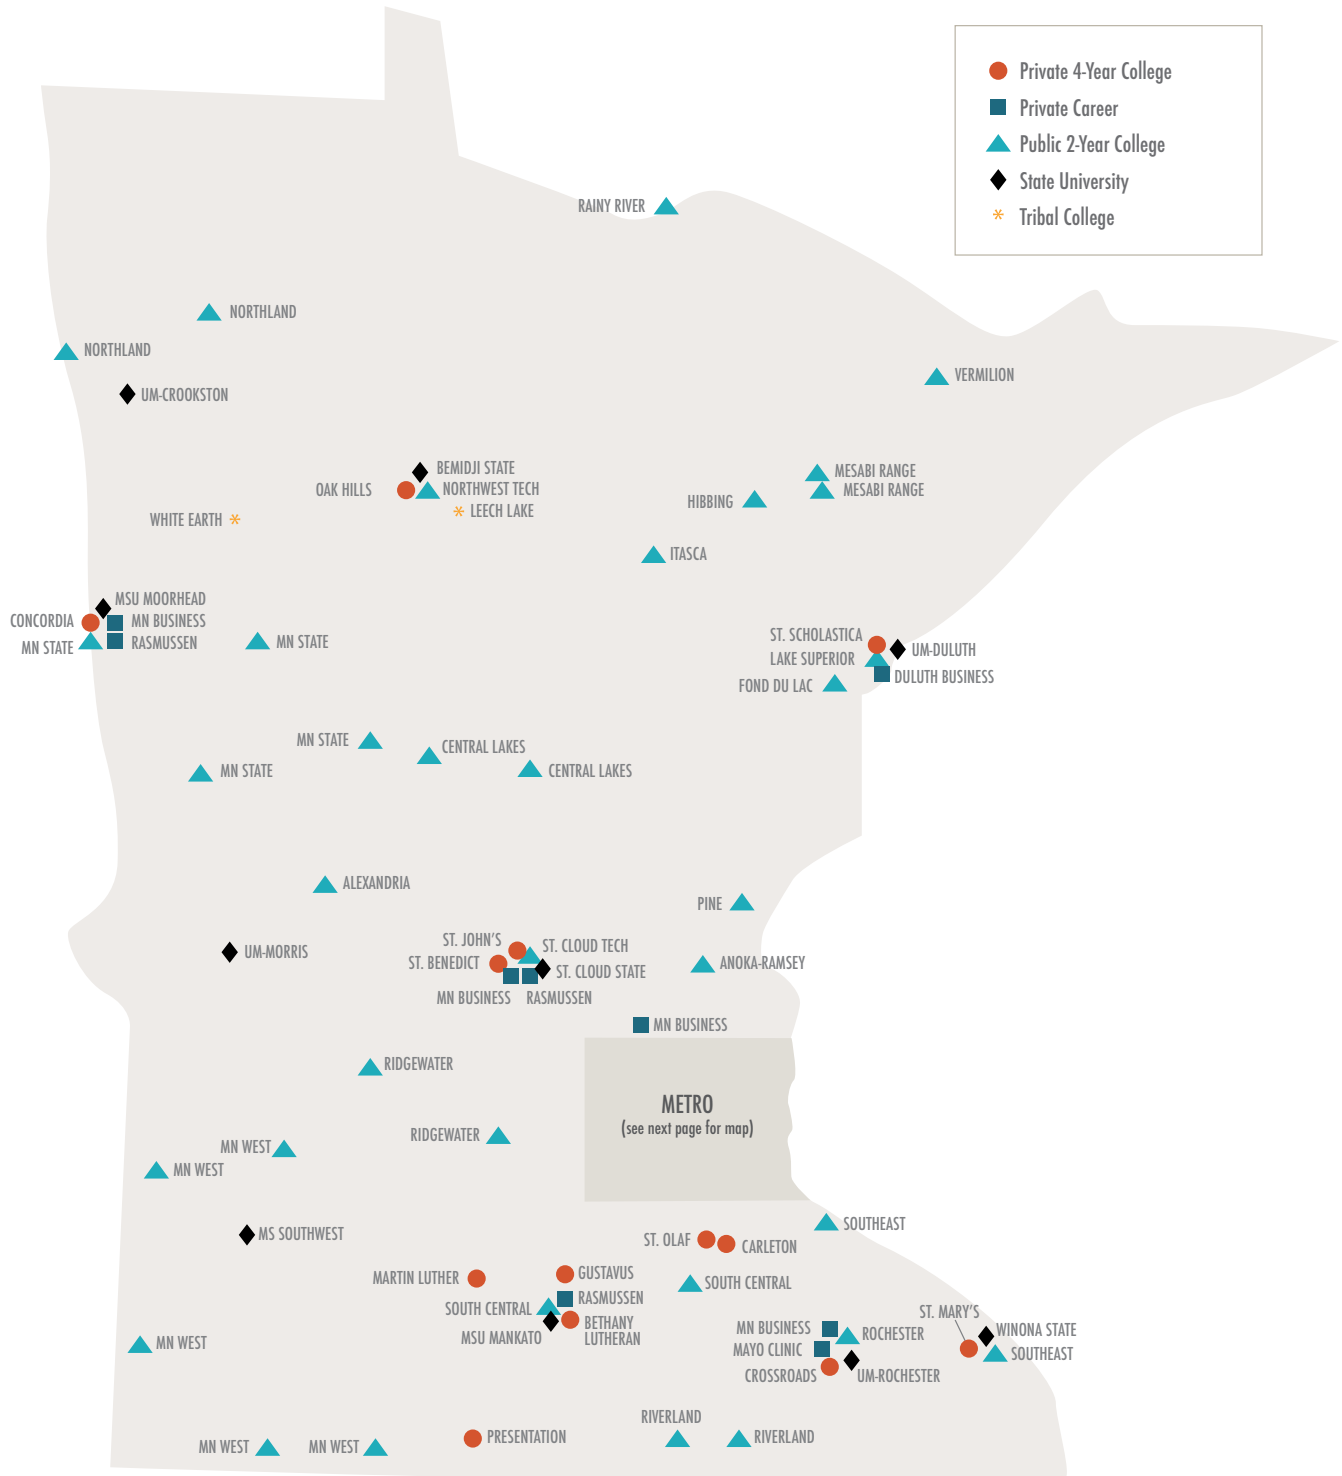 Private 4-Year College
Private Career
Public 2-Year College
State University
Tribal College
RAINY RIVER
NORTHLAND
NORTHLAND
VERMILION
UM-CROOKSTON
BEMIDJI STATE
OAK HILLS
NORTHWEST TECH
LEECH LAKE
WHITE EARTH
MESABI RANGE
MESABI RANGE
HIBBING
ITASCA
MSU MOORHEAD
CONCORDIA
MN BUSINESS
MN STATE
RASMUSSEN
MN STATE
ST. SCHOLASTICA
UM-DULUTH
LAKE SUPERIOR
DULUTH BUSINESS
FOND DU LAC
MN STATE
CENTRAL LAKES
MN STATE
CENTRAL LAKES
ALEXANDRIA
PINE
ST. JOHN'S
ST. CLOUD TECH
UM-MORRIS
ST. BENEDICT
ST. CLOUD STATE
ANOKA-RAMSEY
MN BUSINESS
RASMUSSEN
MN BUSINESS
RIDGEWATER
METRO
(see next page for map)
RIDGEWATER
MN WEST
MN WEST
SOUTHEAST
MS SOUTHWEST
ST. OLAF
CARLETON
MARTIN LUTHER
GUSTAVUS
SOUTH CENTRAL
RASMUSSEN
SOUTH CENTRAL
BETHANY
LUTHERAN
MSU MANKATO
ST. MARY'S
MN BUSINESS
ROCHESTER
WINONA STATE
MN WEST
MAYO CLINIC
SOUTHEAST
CROSSROADS
UM-ROCHESTER
RIVERLAND
PRESENTATION
RIVERLAND
MN WEST
MN WEST